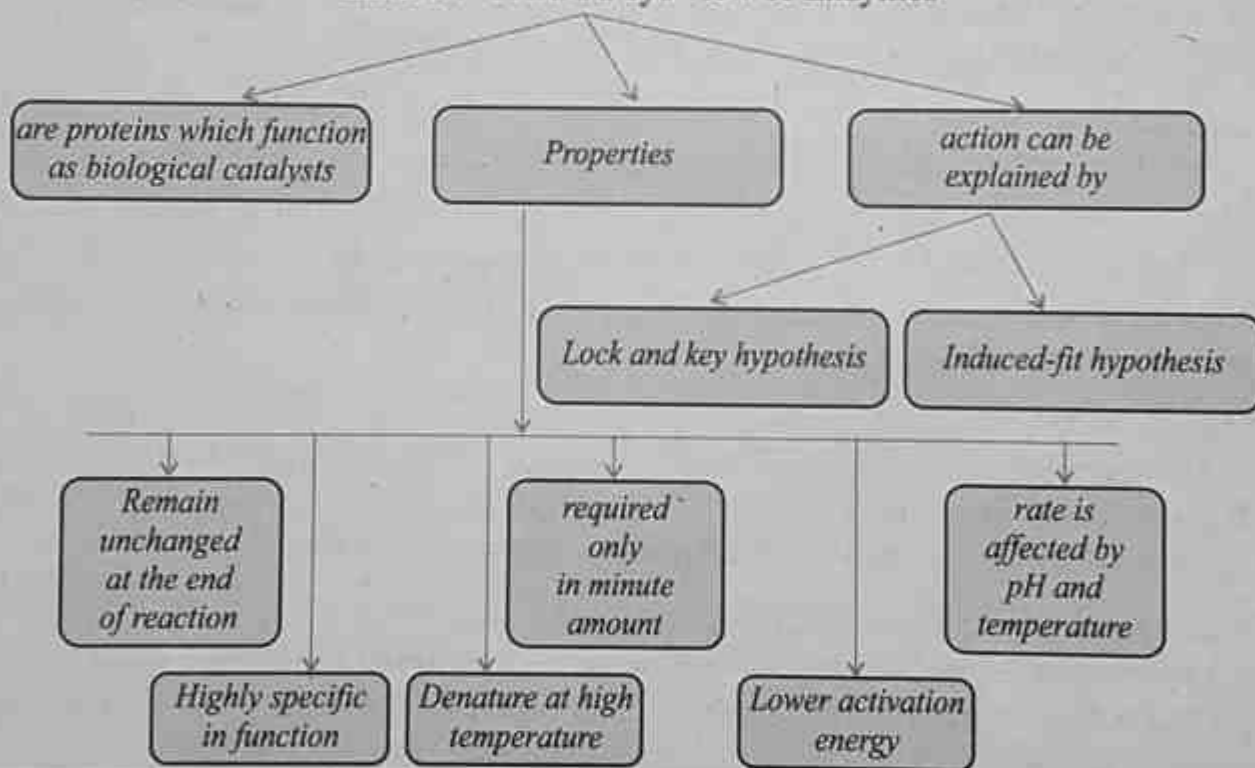 are proteins which function
as biological catalysts
Properties
action can be
explained by
Lock and key hypothesis
Induced-fit hypothesis
Remain
unchanged
at the end
of reaction
required
only
in minute
amount
rate is
affected by
pH and
temperature
Highly specific
in function
Denature at high
temperature
Lower activation
energy